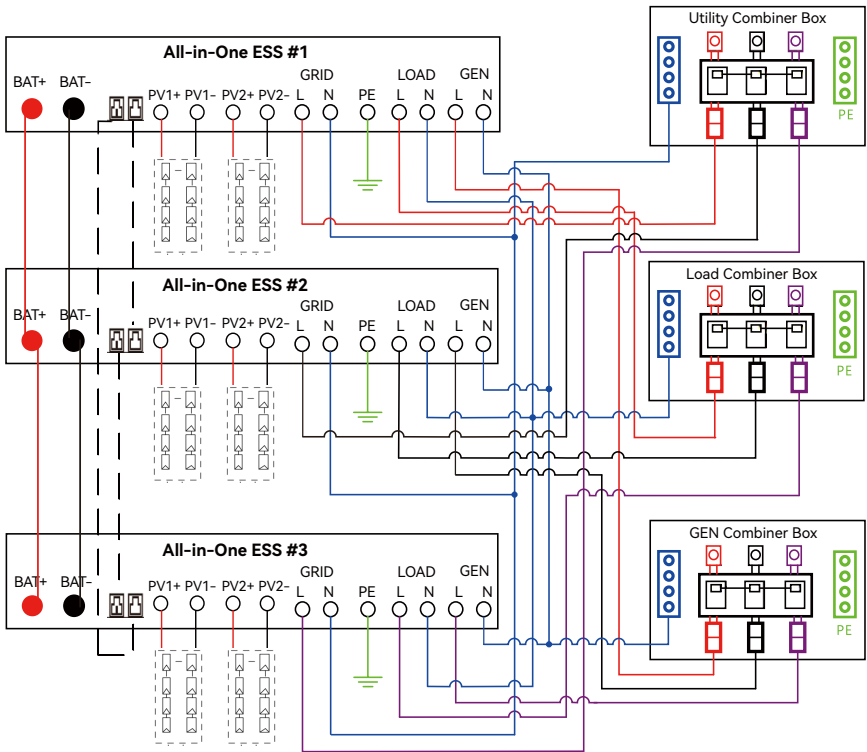 Utility Combiner Box
PE
All-in-One ESS #1
BAT+ BAT- PV1+ PV1- PV2+ PV2- GRID L N PE LOAD L N GEN L N
Load Combiner Box
PE
All-in-One ESS #2
BAT+ BAT- PV1+ PV1- PV2+ PV2- GRID L N PE LOAD L N GEN L N
GEN Combiner Box
PE
All-in-One ESS #3
BAT+ BAT- PV1+ PV1- PV2+ PV2- GRID L N PE LOAD L N GEN L N